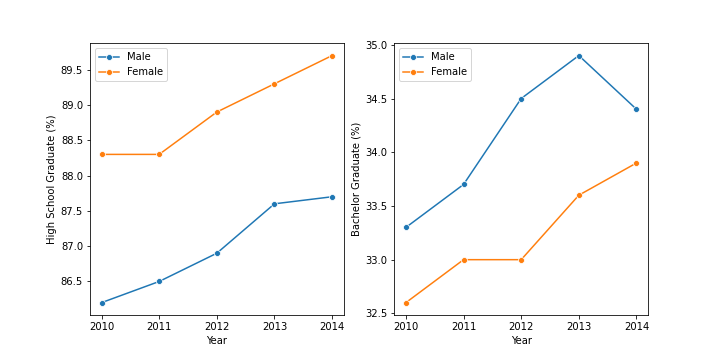 Male
Female
High School Graduate (%)
89.5
89.0
88.5
88.0
87.5
87.0
86.5
2010 2011 2012 2013 2014
Year
Male
Female
Bachelor Graduate (%)
35.0
34.5
34.0
33.5
33.0
32.5
2010 2011 2012 2013 2014
Year